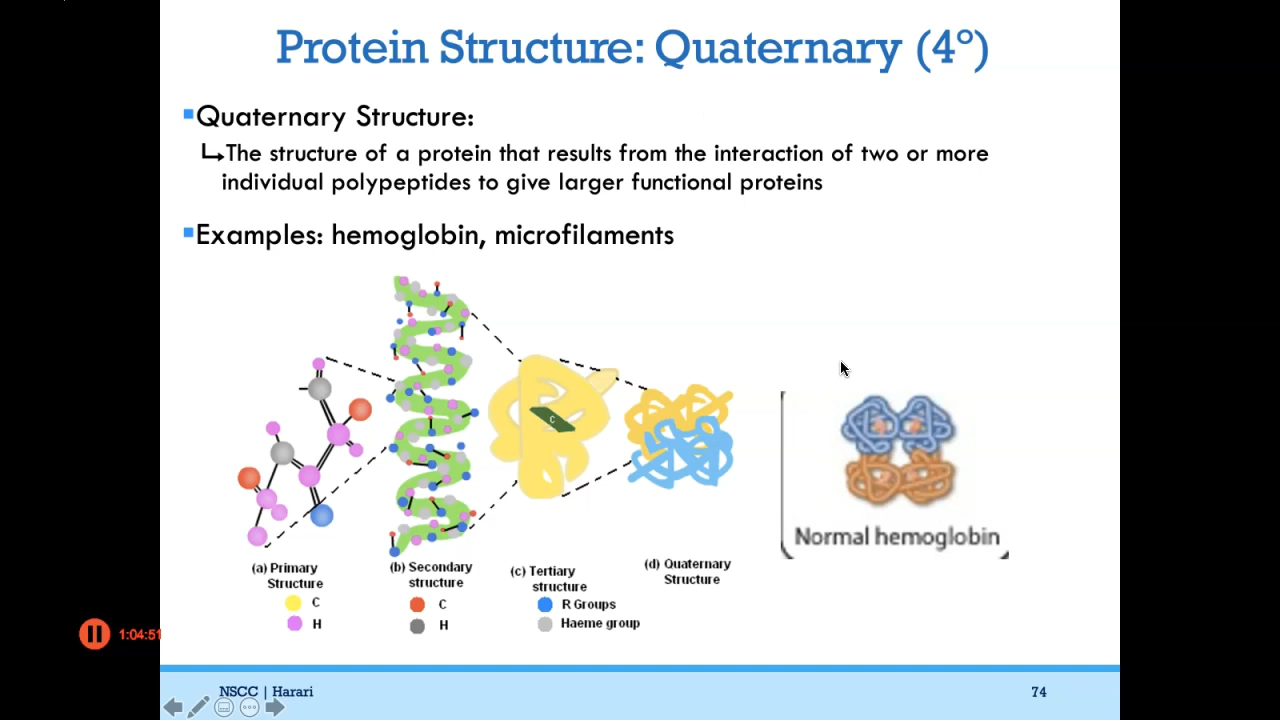 Protein Structure: Quaternary (4°)
Quaternary Structure:
The structure of a protein that results from the interaction of two or more
individual polypeptides to give larger functional proteins
Examples: hemoglobin, microfilaments
C
Normal hemoglobin
(a) Primary
Structure
(b) Secondary
structure
(c) Tertiary
structure
(d) Quaternary
Structure
C
H
C
H
R Groups
Haeme group
1:04:51
NSCC | Harari
74